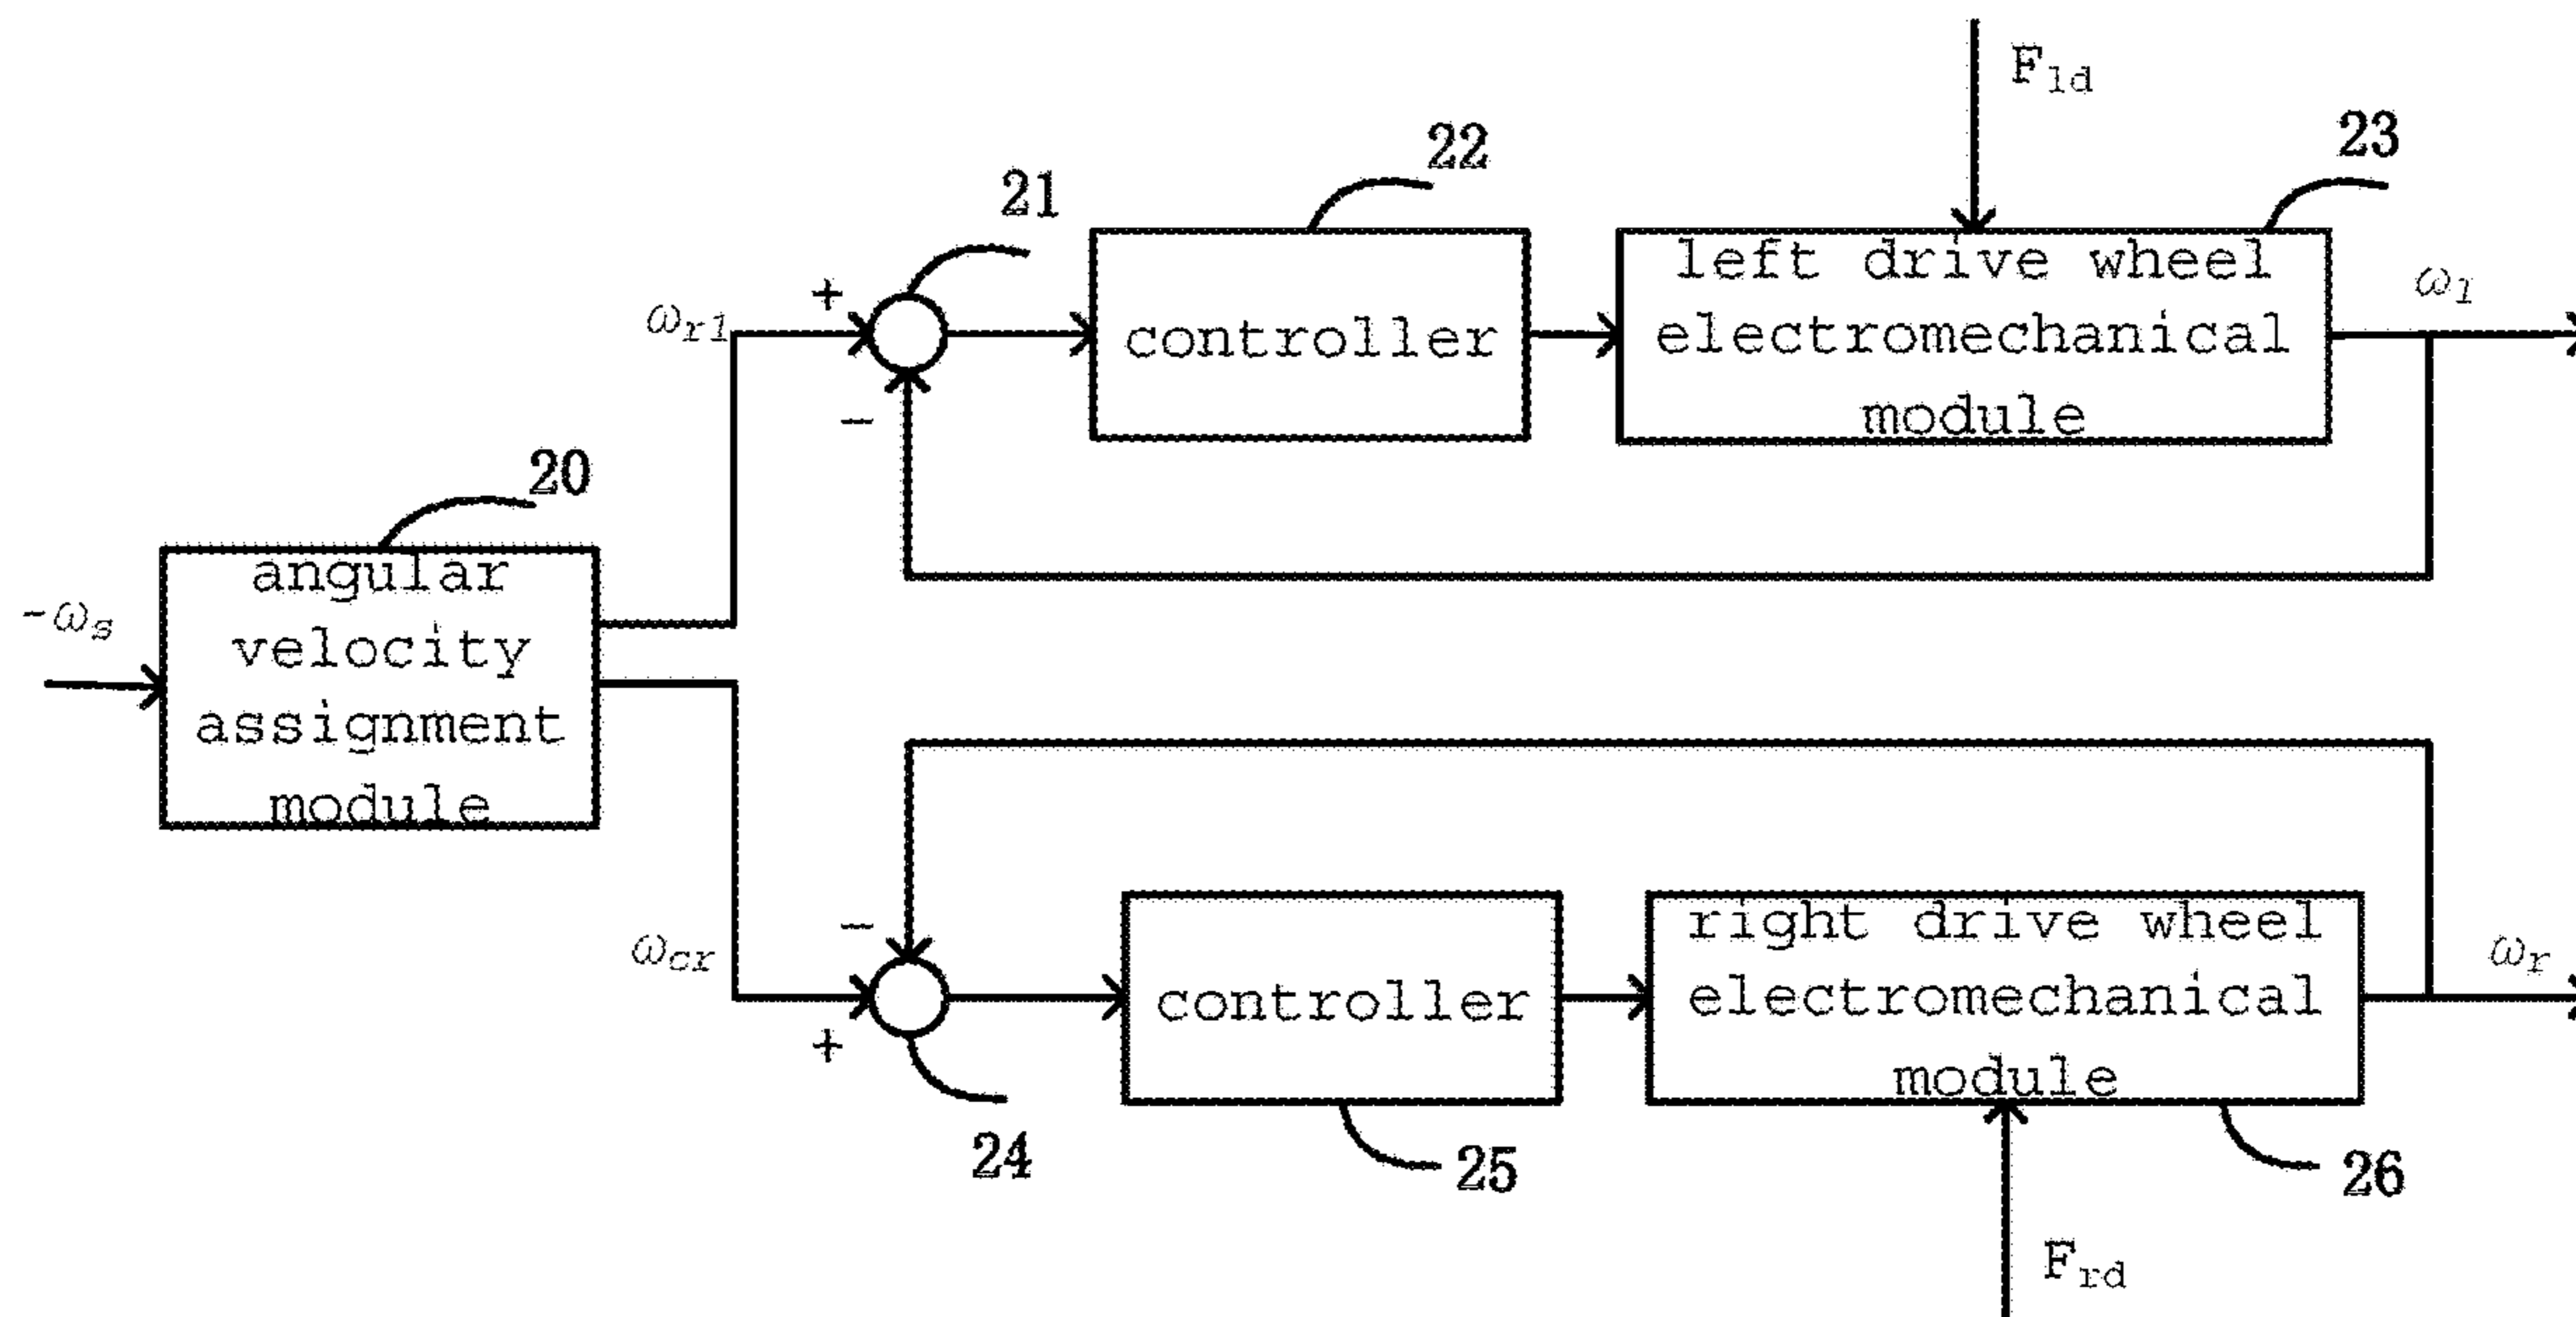 F_ld
22
23
21
left drive wheel
electromechanical
module
ω_l
+
ω_r1
controller
−
20
angular
velocity
assignment
module
-ω_s
−
ω_cr
+
controller
right drive wheel
electromechanical
module
ω_r
24
25
26
F_rd